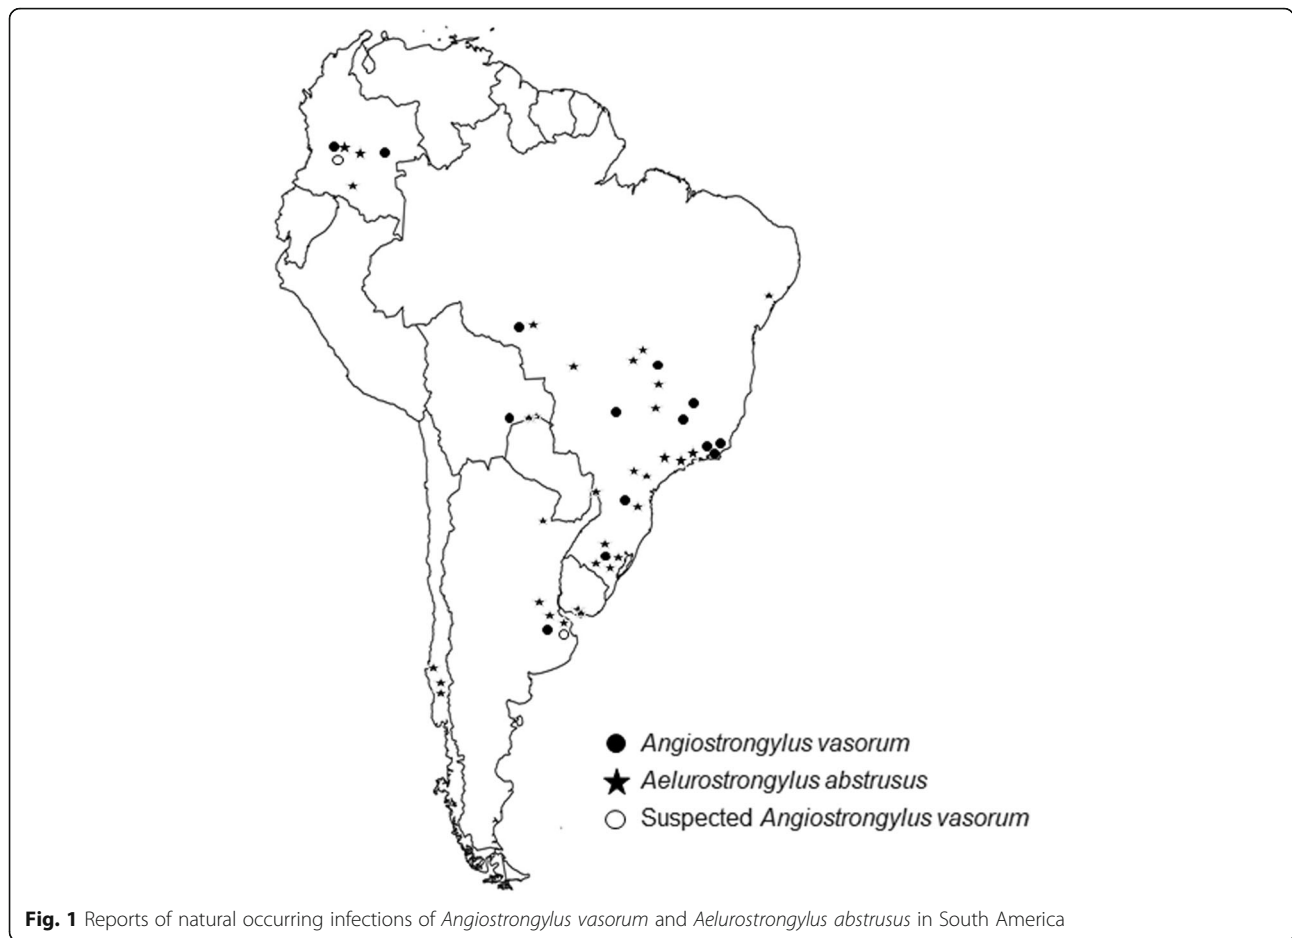 Angiostrongylus vasorum
Aelurostrongylus abstrusus
Suspected Angiostrongylus vasorum
Fig. 1 Reports of natural occurring infections of Angiostrongylus vasorum and Aelurostrongylus abstrusus in South America